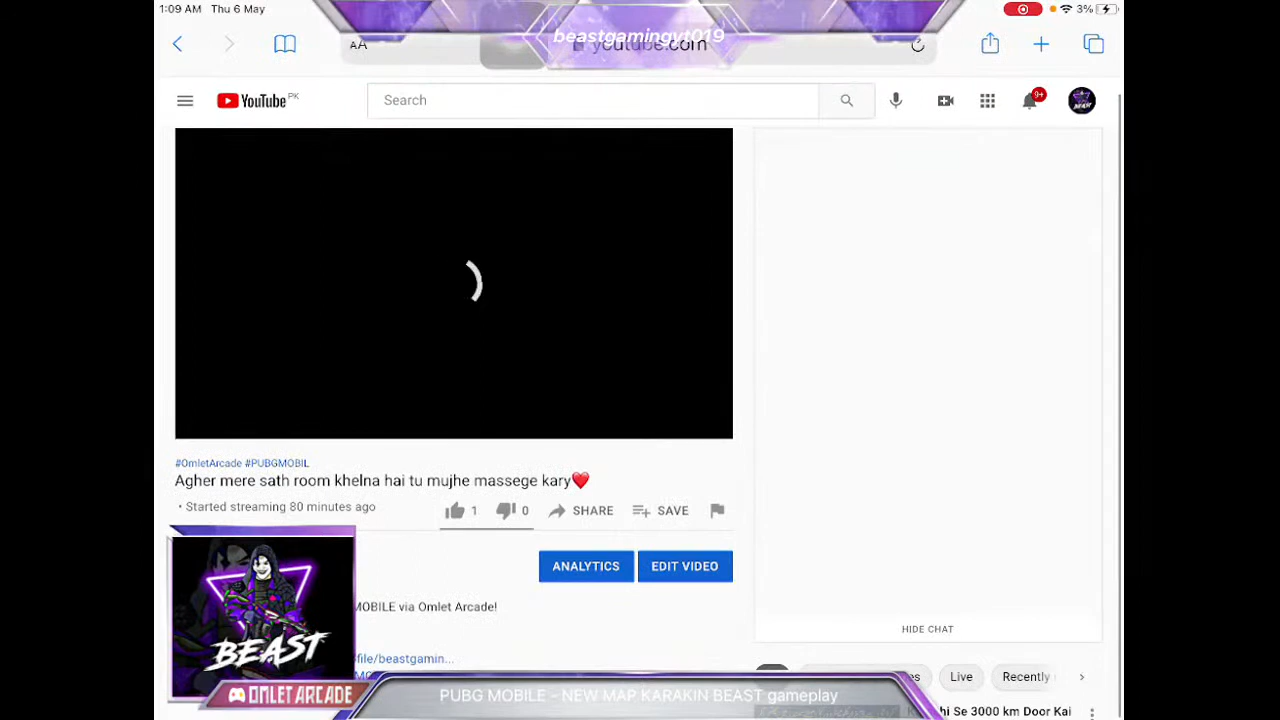 1:09 AM Thu 6 May
3%
beastgamingyt019
AA
youtube.com
YouTube PK
Search
9+
#OmletArcade #PUBGMOBIL
Agher mere sath room khelna hai tu mujhe massege kary❤️
• Started streaming 80 minutes ago
1
0
SHARE
SAVE
ANALYTICS
EDIT VIDEO
MOBILE via Omlet Arcade!
file/beastgamin...
HIDE CHAT
BEAST
OMLET ARCADE
PUBG MOBILE - NEW MAP KARAKIN BEAST gameplay
Live
Recently
hi Se 3000 km Door Kai